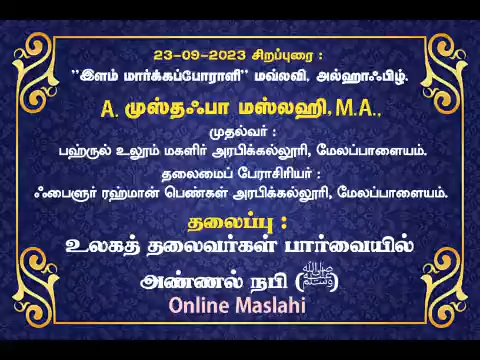 23-09-2023 சிறப்புரை :
"இளம் மார்க்கப்போராளி" மவ்லவி, அல்ஹாஃபிழ்.
A. முஸ்தஃபா மஸ்லஹி, M.A.,
முதல்வர் :
பஹ்ருல் உலூம் மகளிர் அரபிக்கல்லூரி, மேலப்பாளையம்.
தலைமைப் பேராசிரியர் :
ஃபைளுர் ரஹ்மான் பெண்கள் அரபிக்கல்லூரி, மேலப்பாளையம்.
தலைப்பு :
உலகத் தலைவர்கள் பார்வையில்
அண்ணல் நபி (ﷺ)
Online Maslahi